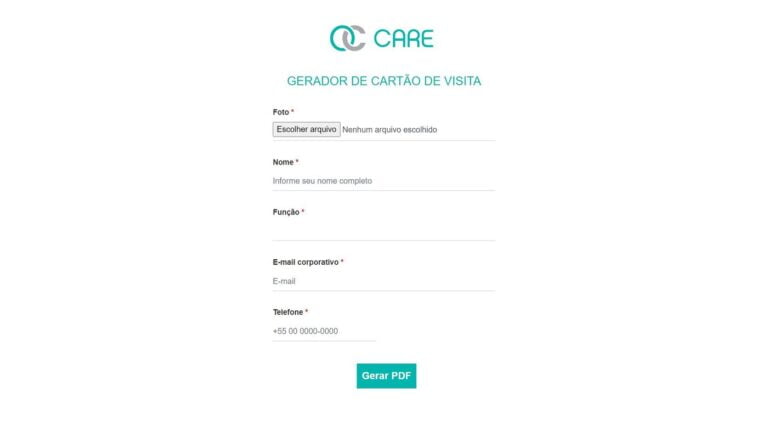 CARE
GERADOR DE CARTÃO DE VISITA
Foto *
Escolher arquivo Nenhum arquivo escolhido
Nome *
Informe seu nome completo
Função *
E-mail corporativo *
E-mail
Telefone *
+55 00 0000-0000
Gerar PDF